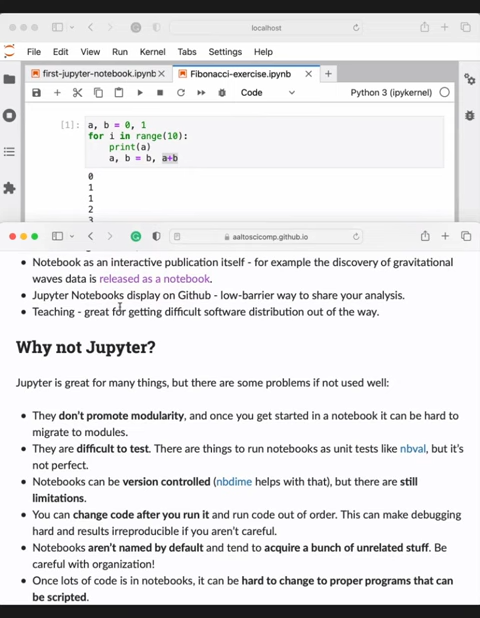 localhost
File Edit View Run Kernel Tabs Settings Help
first-jupyter-notebook.ipynb Fibonacci-exercise.ipynb
Code Python 3 (ipykernel)
[1]: a, b = 0, 1
for i in range(10):
print(a)
a, b = b, a+b
0
1
1
2
3
aaltoscicomp.github.io
Notebook as an interactive publication itself - for example the discovery of gravitational
waves data is released as a notebook.
Jupyter Notebooks display on Github - low-barrier way to share your analysis.
Teaching - great for getting difficult software distribution out of the way.
Why not Jupyter?
Jupyter is great for many things, but there are some problems if not used well:
They don't promote modularity, and once you get started in a notebook it can be hard to
migrate to modules.
They are difficult to test. There are things to run notebooks as unit tests like nbval, but it's
not perfect.
Notebooks can be version controlled (nbdime helps with that), but there are still
limitations.
You can change code after you run it and run code out of order. This can make debugging
hard and results irreproducible if you aren't careful.
Notebooks aren't named by default and tend to acquire a bunch of unrelated stuff. Be
careful with organization!
Once lots of code is in notebooks, it can be hard to change to proper programs that can
be scripted.